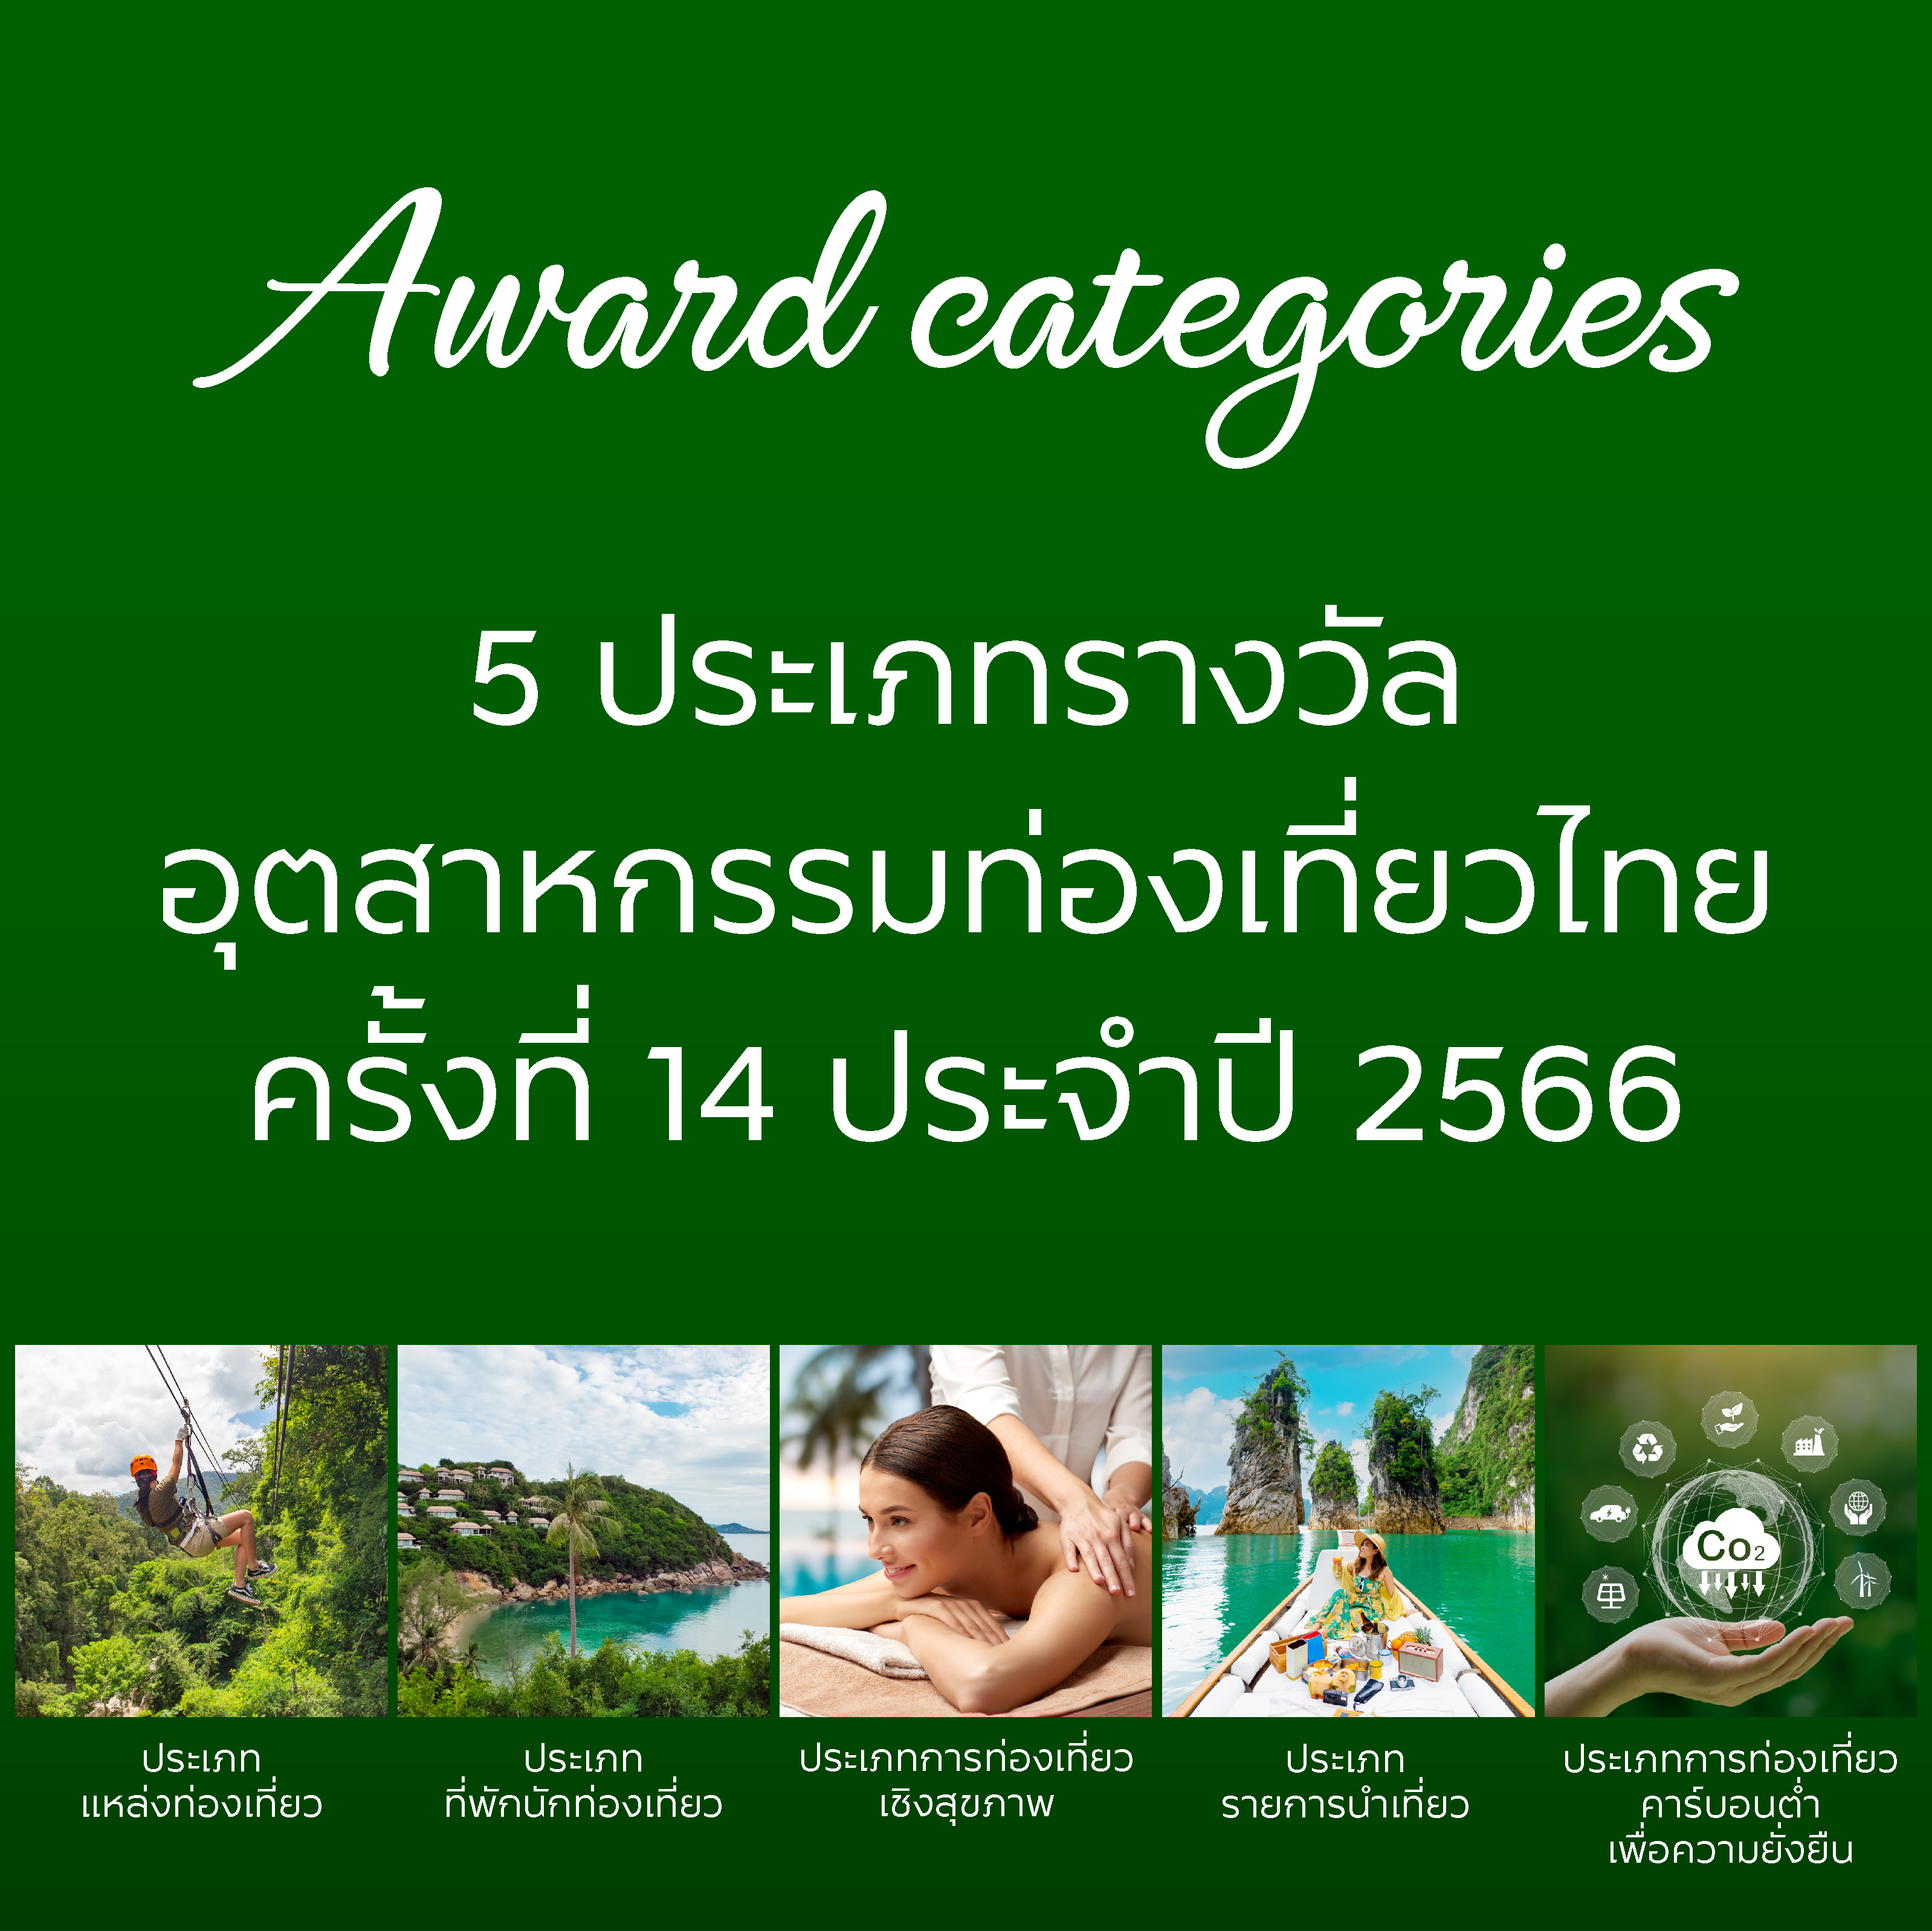 Award categories
5 ประเภทรางวัล
อุตสาหกรรมท่องเที่ยวไทย
ครั้งที่ 14 ประจำปี 2566
Co2
ประเภท
แหล่งท่องเที่ยว
ประเภท
ที่พักนักท่องเที่ยว
ประเภทการท่องเที่ยว
เชิงสุขภาพ
ประเภท
รายการนำเที่ยว
ประเภทการท่องเที่ยว
คาร์บอนต่ำ
เพื่อความยั่งยืน